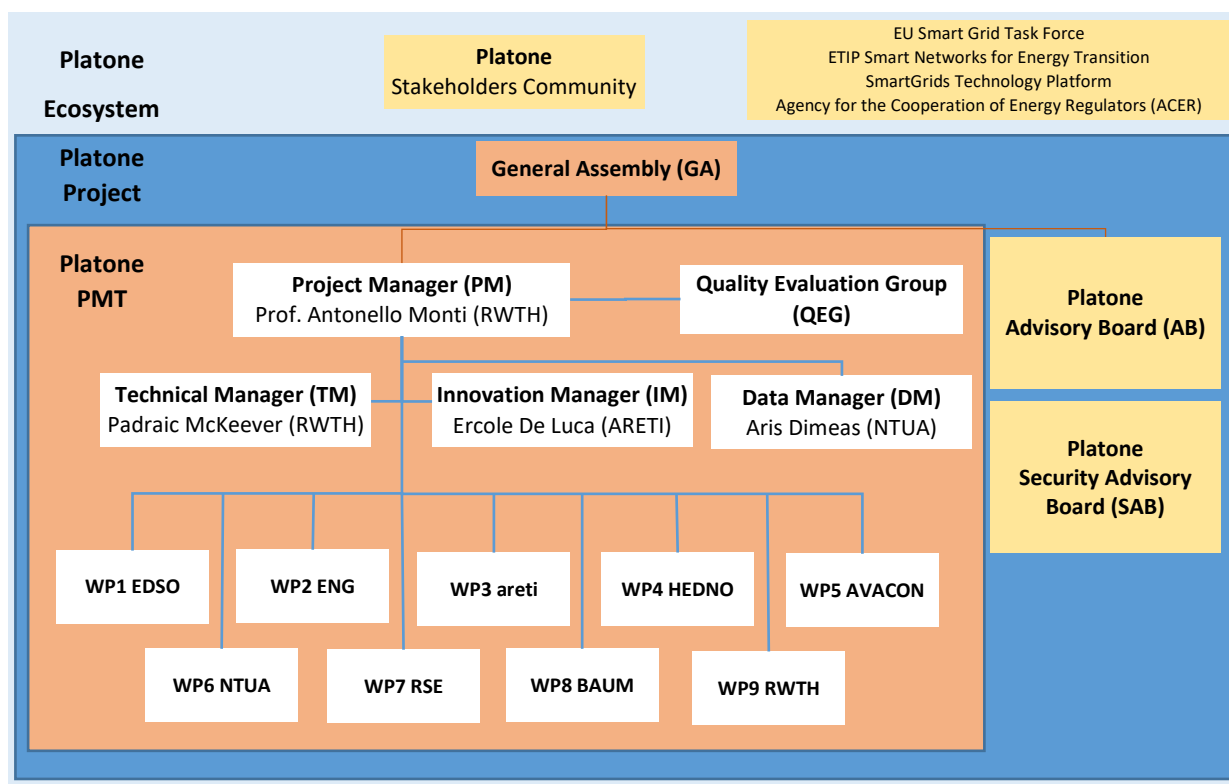 Platone
Ecosystem
Platone
Stakeholders Community
EU Smart Grid Task Force
ETIP Smart Networks for Energy Transition
SmartGrids Technology Platform
Agency for the Cooperation of Energy Regulators (ACER)
Platone
Project
General Assembly (GA)
Platone
PMT
Project Manager (PM)
Prof. Antonello Monti (RWTH)
Quality Evaluation Group
(QEG)
Platone
Advisory Board (AB)
Technical Manager (TM)
Padraic McKeever (RWTH)
Innovation Manager (IM)
Ercole De Luca (ARETI)
Data Manager (DM)
Aris Dimeas (NTUA)
Platone
Security Advisory
Board (SAB)
WP1 EDSO
WP2 ENG
WP3 areti
WP4 HEDNO
WP5 AVACON
WP6 NTUA
WP7 RSE
WP8 BAUM
WP9 RWTH